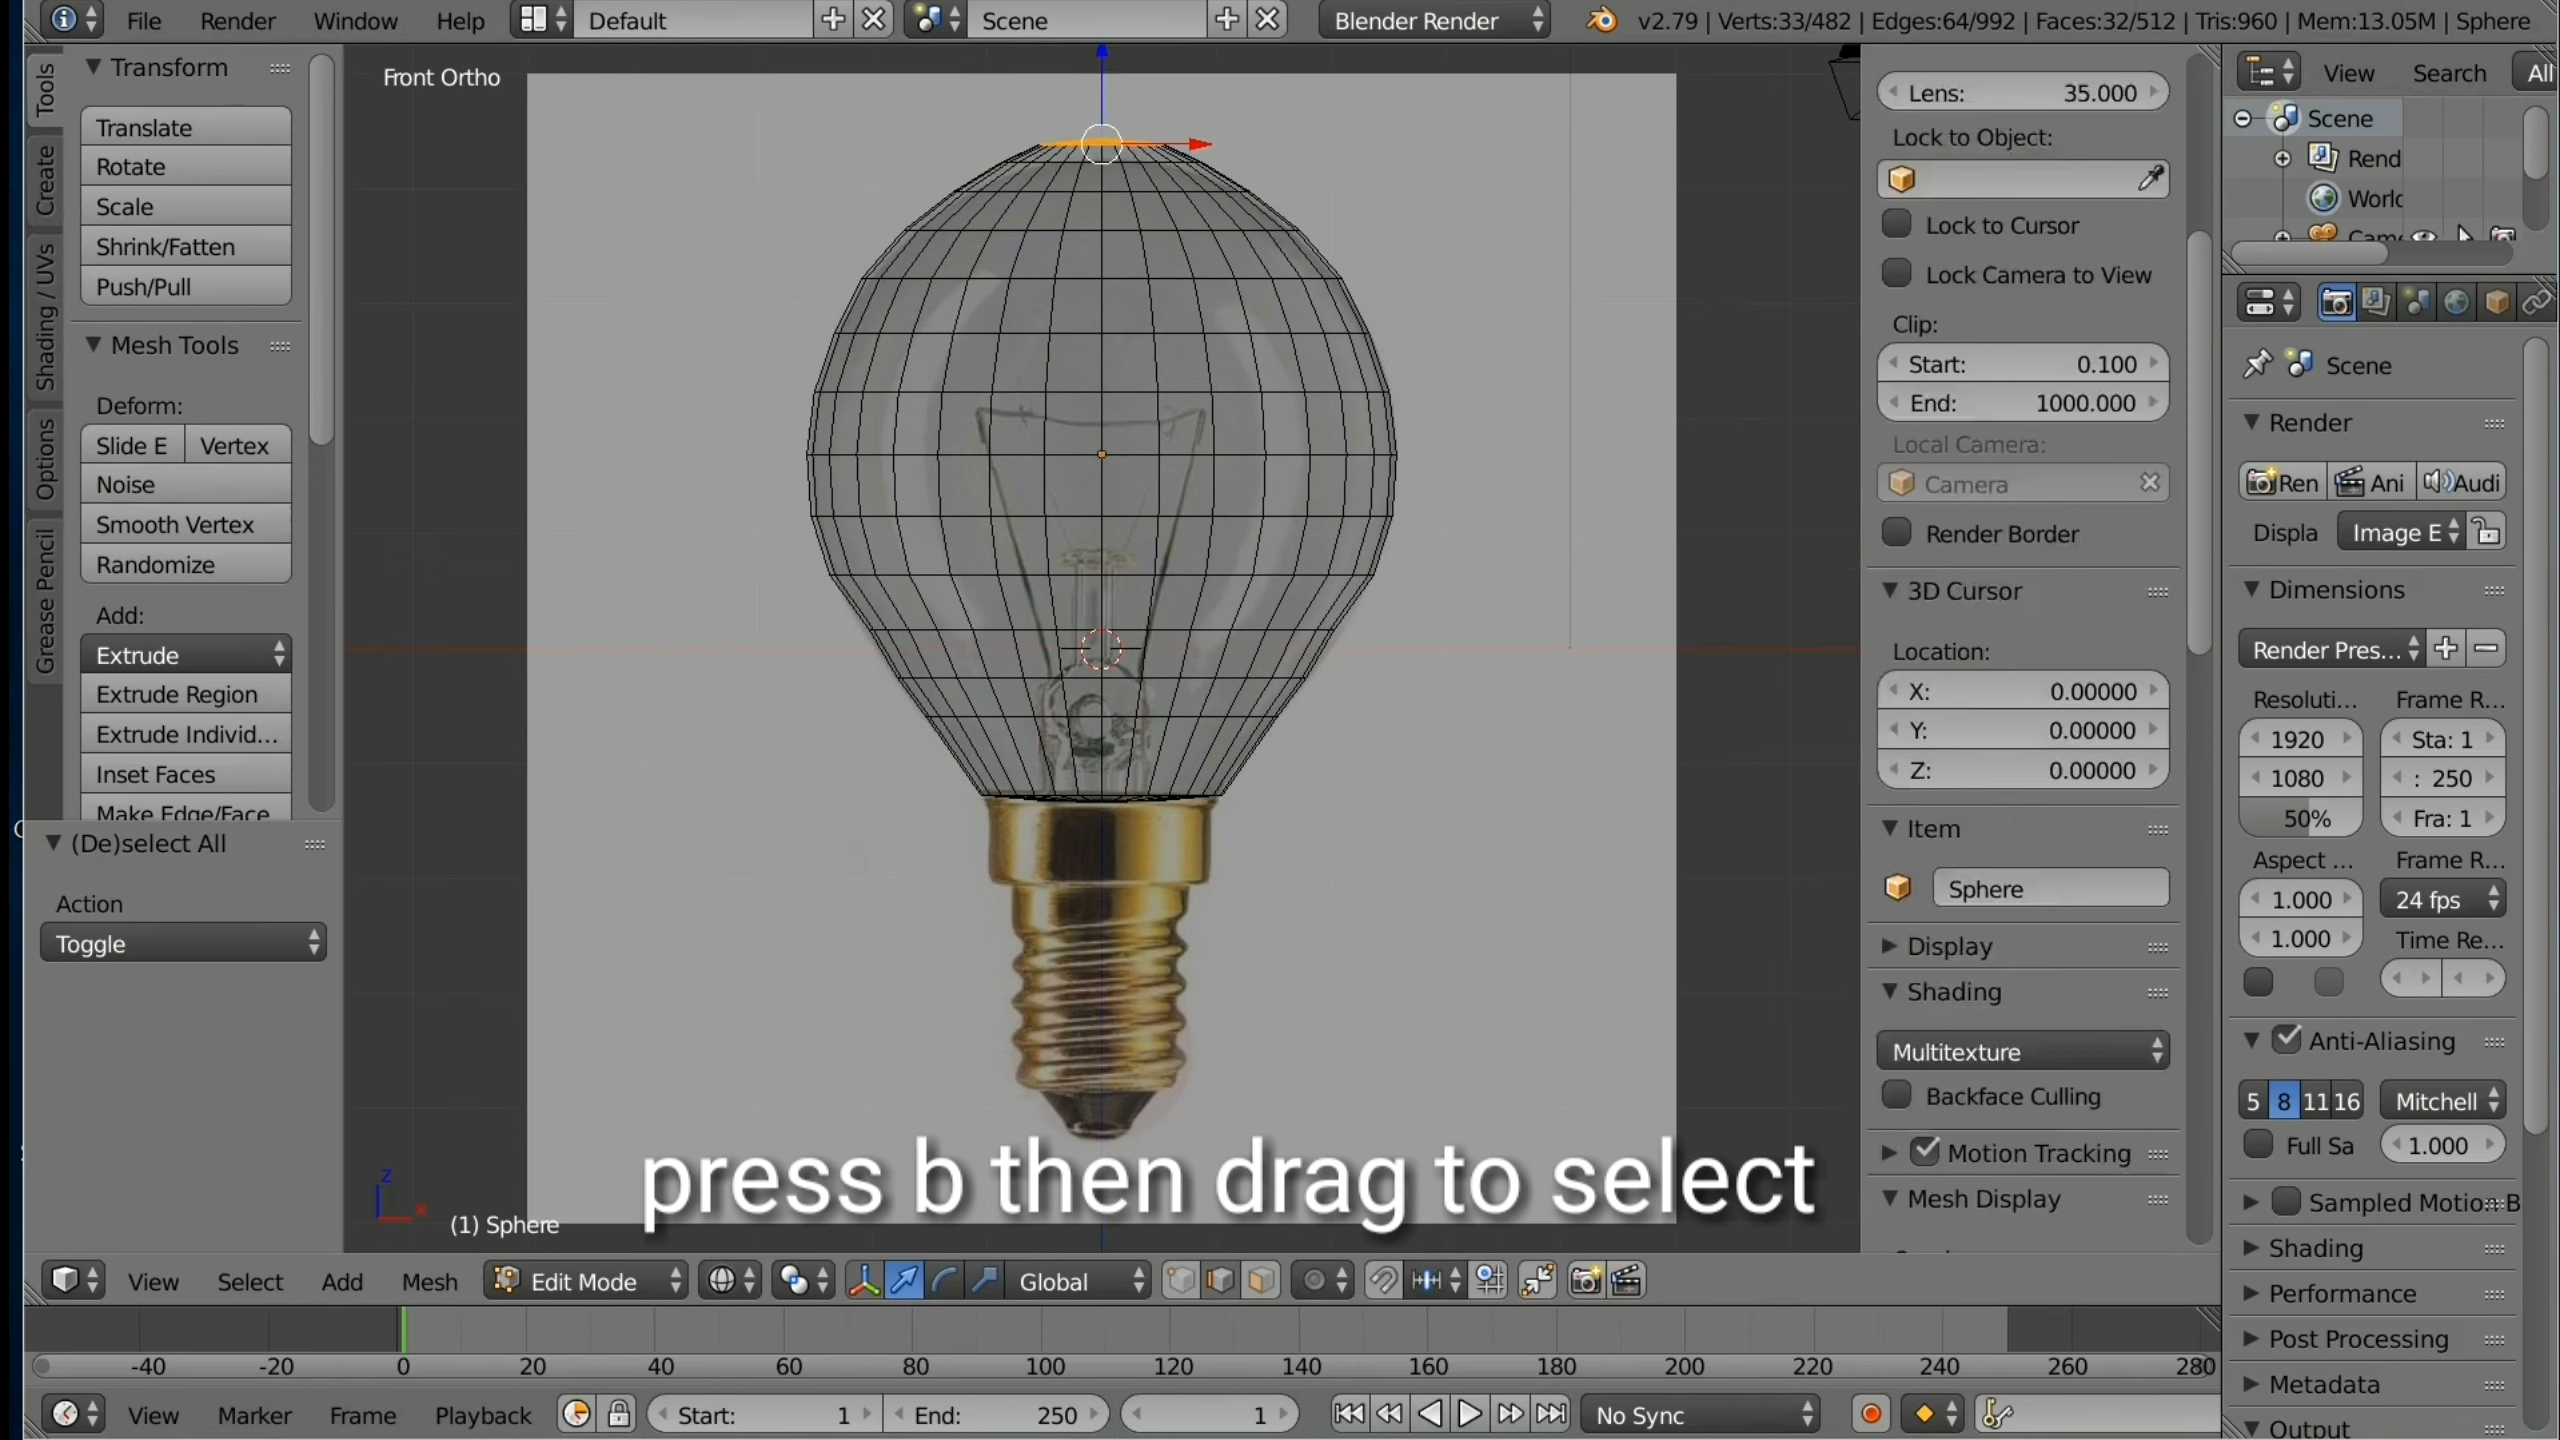 File Render Window Help Default Scene Blender Render v2.79 | Verts:33/482 | Edges:64/992 | Faces:32/512 | Tris:960 | Mem:13.05M | Sphere
Tools
Create
Shading / UVs
Options
Grease Pencil
Transform
Translate
Rotate
Scale
Shrink/Fatten
Push/Pull
Mesh Tools
Deform:
Slide E Vertex
Noise
Smooth Vertex
Randomize
Add:
Extrude
Extrude Region
Extrude Individ...
Inset Faces
Make Edge/Face
(De)select All
Action
Toggle
Front Ortho
z
x
(1) Sphere
press b then drag to select
Lens: 35.000
Lock to Object:
Lock to Cursor
Lock Camera to View
Clip:
Start: 0.100
End: 1000.000
Local Camera:
Camera
Render Border
3D Cursor
Location:
X: 0.00000
Y: 0.00000
Z: 0.00000
Item
Sphere
Display
Shading
Multitexture
Backface Culling
Motion Tracking
Mesh Display
View Search All
Scene
Rend
World
Came
Scene
Render
Ren Ani Audi
Displa Image E
Dimensions
Render Pres...
Resoluti... Frame R...
1920 Sta: 1
1080 : 250
50% Fra: 1
Aspect ... Frame R...
1.000 24 fps
1.000 Time Re...
Anti-Aliasing
5 8 11 16 Mitchell
Full Sa 1.000
Sampled Motion B
Shading
Performance
Post Processing
Metadata
Output
View Select Add Mesh Edit Mode Global
-40 -20 0 20 40 60 80 100 120 140 160 180 200 220 240 260 280
View Marker Frame Playback Start: 1 End: 250 1 No Sync